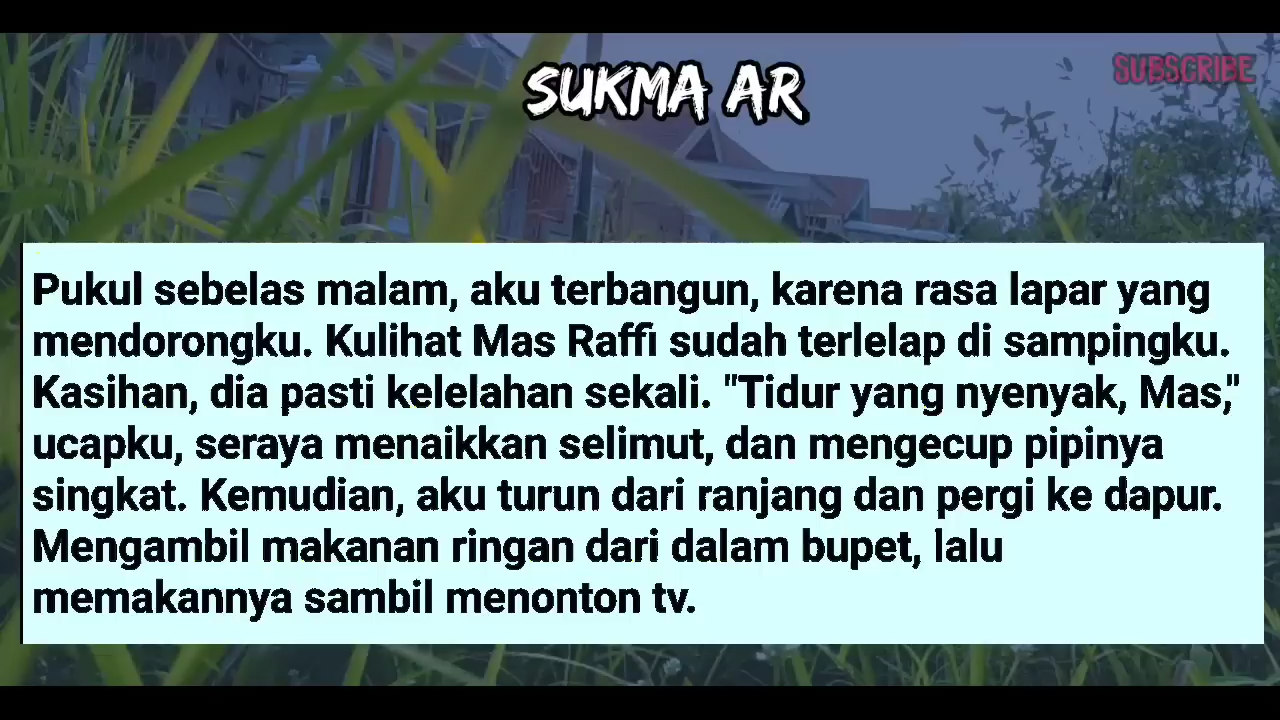 SUKMA AR
SUBSCRIBE
Pukul sebelas malam, aku terbangun, karena rasa lapar yang
mendorongku. Kulihat Mas Raffi sudah terlelap di sampingku.
Kasihan, dia pasti kelelahan sekali. "Tidur yang nyenyak, Mas,"
ucapku, seraya menaikkan selimut, dan mengecup pipinya
singkat. Kemudian, aku turun dari ranjang dan pergi ke dapur.
Mengambil makanan ringan dari dalam bupet, lalu
memakannya sambil menonton tv.